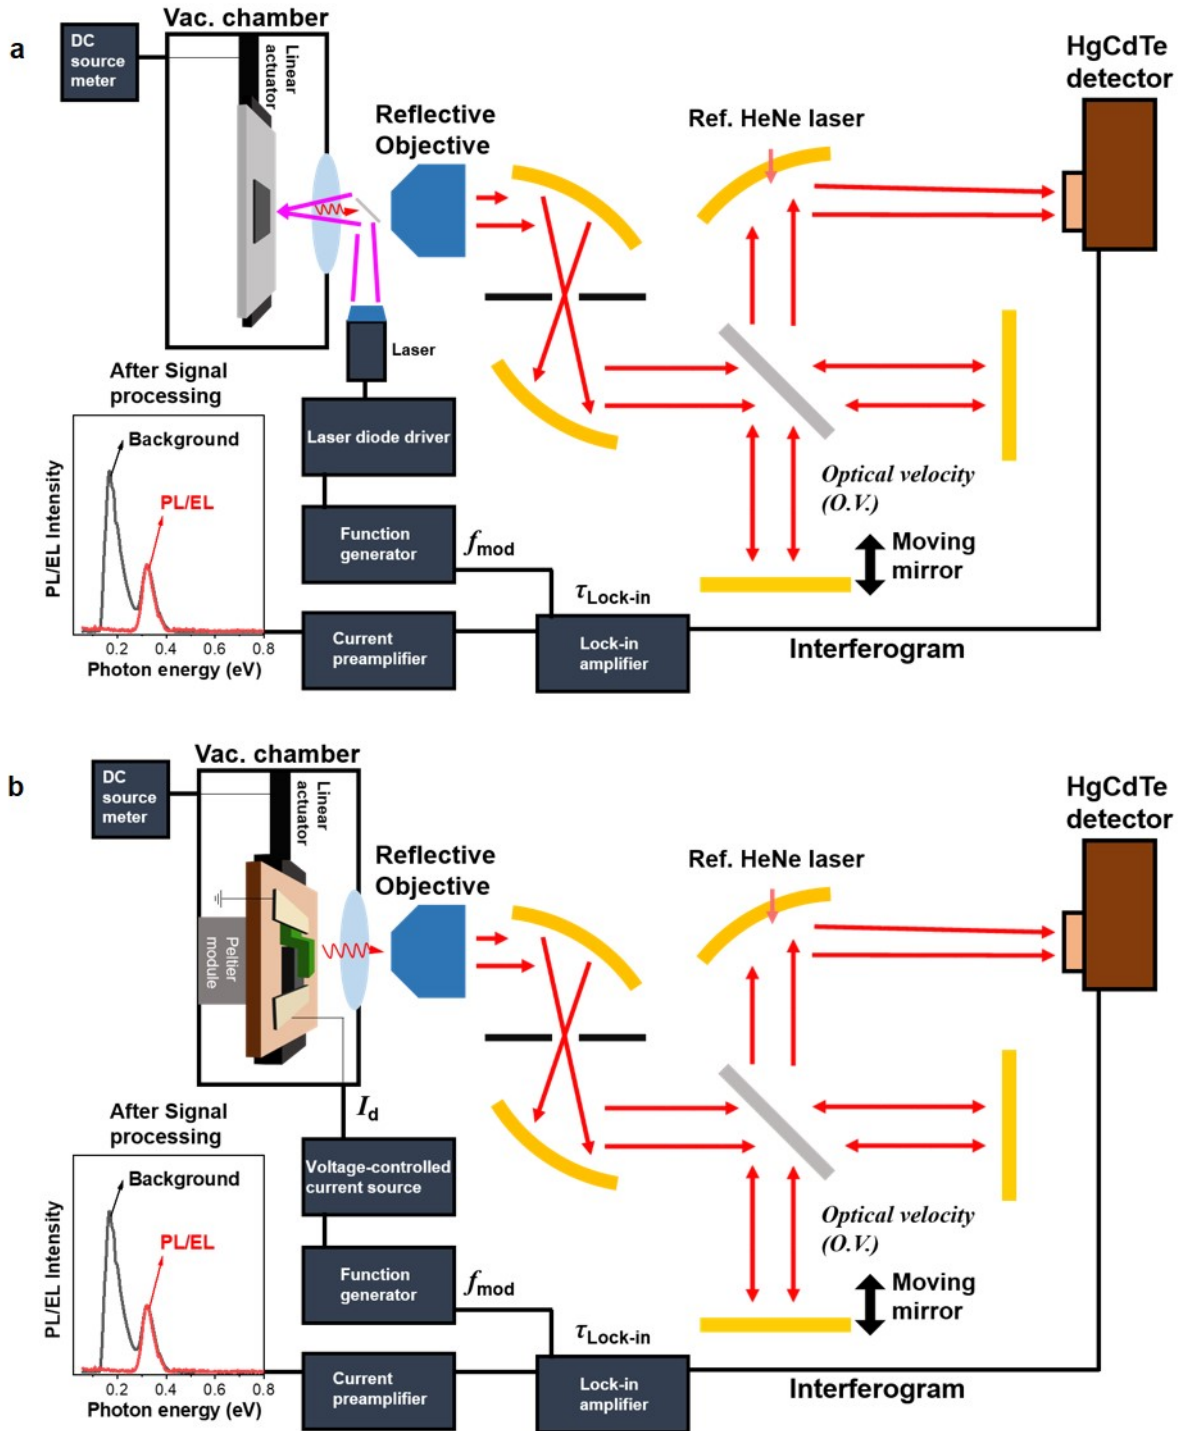 a
Vac. chamber
DC
source
meter
Linear
actuator
Reflective
Objective
Ref. HeNe laser
HgCdTe
detector
Laser
After Signal
processing
Background
PL/EL
PL/EL Intensity
0.2 0.4 0.6 0.8
Photon energy (eV)
Laser diode driver
Function
generator
fmod
Current
preamplifier
τLock-in
Lock-in
amplifier
Optical velocity
(O.V.)
Moving
mirror
Interferogram
b
Vac. chamber
DC
source
meter
Linear
actuator
Peltier
module
Reflective
Objective
Ref. HeNe laser
HgCdTe
detector
Id
After Signal
processing
Background
PL/EL
PL/EL Intensity
0.2 0.4 0.6 0.8
Photon energy (eV)
Voltage-controlled
current source
Function
generator
fmod
Current
preamplifier
τLock-in
Lock-in
amplifier
Optical velocity
(O.V.)
Moving
mirror
Interferogram